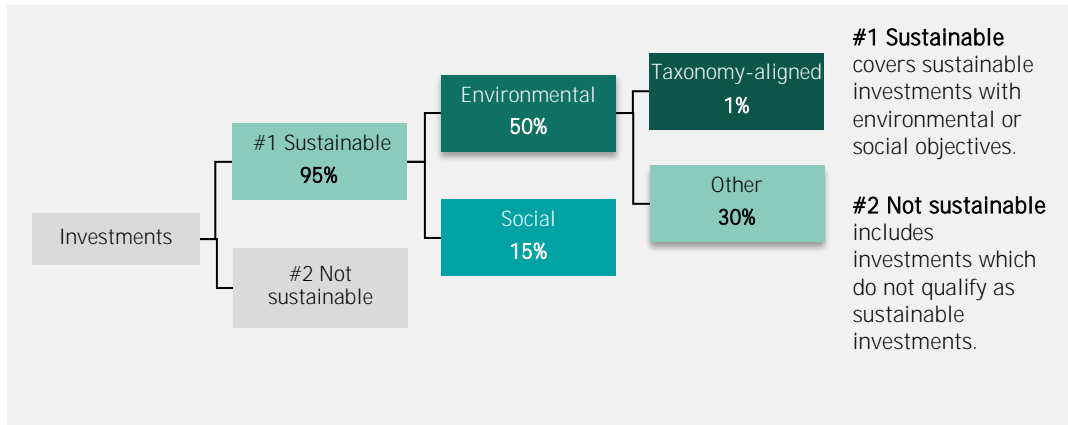 Investments
#1 Sustainable
95%
#2 Not
sustainable
Environmental
50%
Social
15%
Taxonomy-aligned
1%
Other
30%
#1 Sustainable
covers sustainable
investments with
environmental or
social objectives.
#2 Not sustainable
includes
investments which
do not qualify as
sustainable
investments.